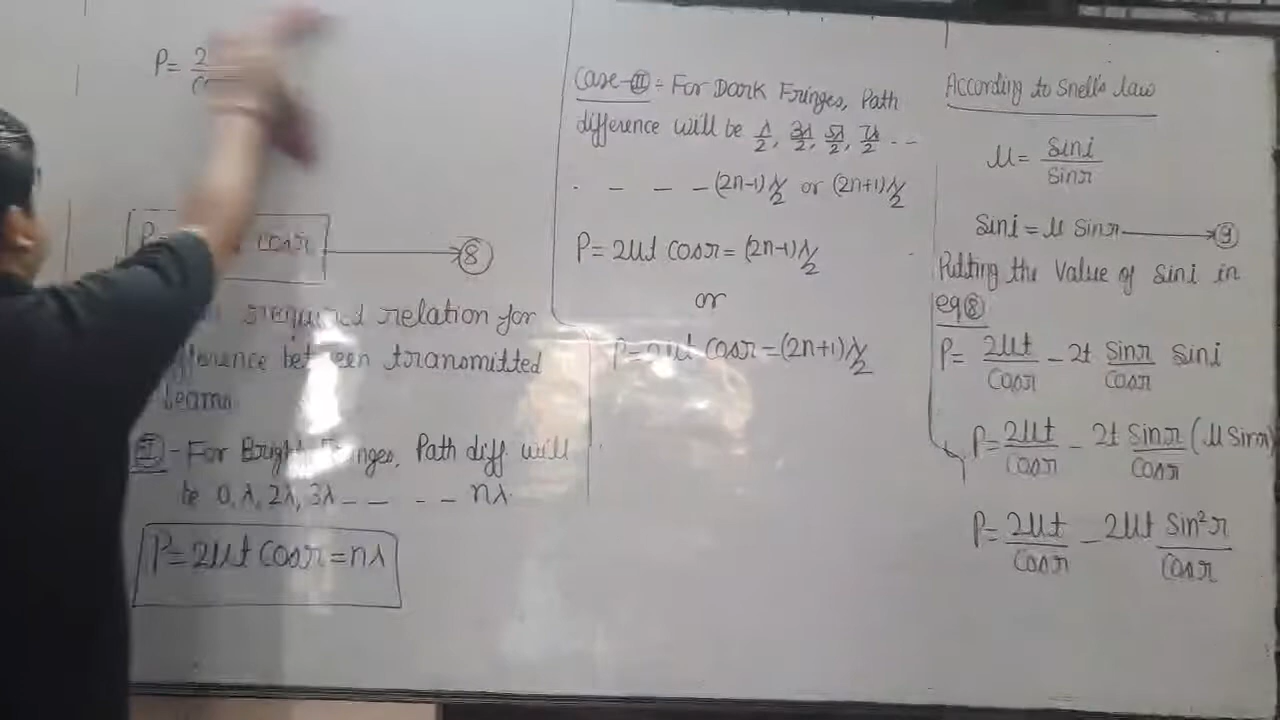 P= 2
cosr ⑧
required relation for
difference between transmitted
beams
Ⅱ - For Bright Fringes, Path diff. will
be 0, λ, 2λ, 3λ _ _ _ _ nλ
P=2μt cosr=nλ
Case-Ⅲ: For Dark Fringes, Path
difference will be λ/2, 3λ/2, 5λ/2, 7λ/2 . --
. - - - -(2n-1)λ/2 or (2n+1)λ/2
P= 2μt cosr=(2n-1)λ/2
or
P=2μt cosr=(2n+1)λ/2
According to Snell's law
μ= sini/sinr
sini=μ sinr ⑨
Putting the value of sini in
eq⑧
P= 2μt/cosr - 2t sinr/cosr sini
P=2μt/cosr - 2t sinr/cosr (μ sinr)
P=2μt/cosr - 2μt sin²r/cosr